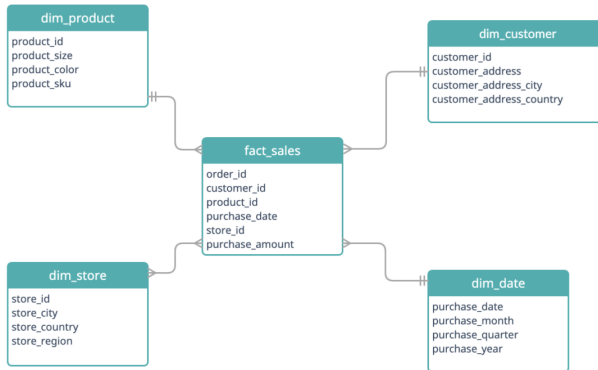 dim_product
product_id
product_size
product_color
product_sku
dim_customer
customer_id
customer_address
customer_address_city
customer_address_country
fact_sales
order_id
customer_id
product_id
purchase_date
store_id
purchase_amount
dim_store
store_id
store_city
store_country
store_region
dim_date
purchase_date
purchase_month
purchase_quarter
purchase_year